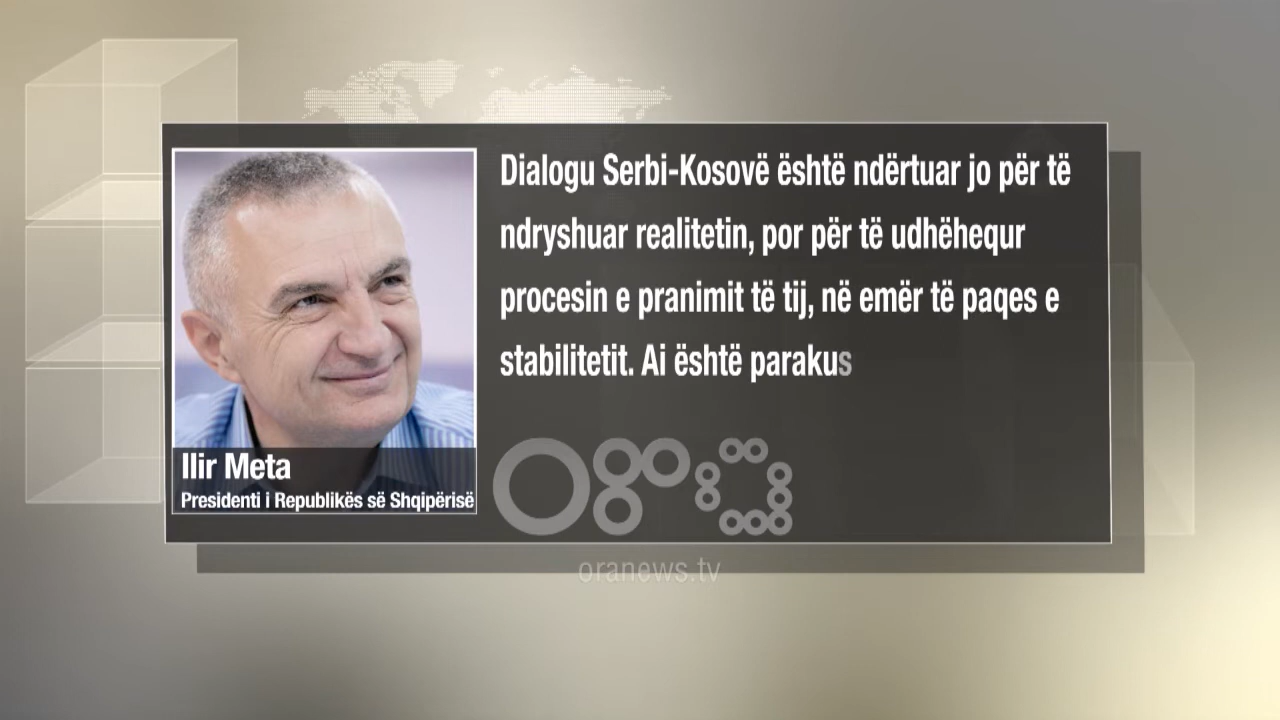 Dialogu Serbi-Kosovë është ndërtuar jo për të
ndryshuar realitetin, por për të udhëhequr
procesin e pranimit të tij, në emër të paqes e
stabilitetit. Ai është parakus
Ilir Meta
Presidenti i Republikës së Shqipërisë
ora
oranews.tv